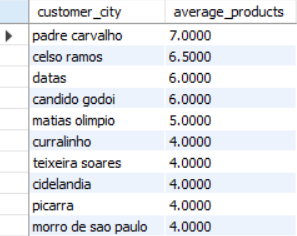 customer_city average_products
padre carvalho 7.0000
celso ramos 6.5000
datas 6.0000
candido godoi 6.0000
matias olimpio 5.0000
curralinho 4.0000
teixeira soares 4.0000
cidelandia 4.0000
picarra 4.0000
morro de sao paulo 4.0000